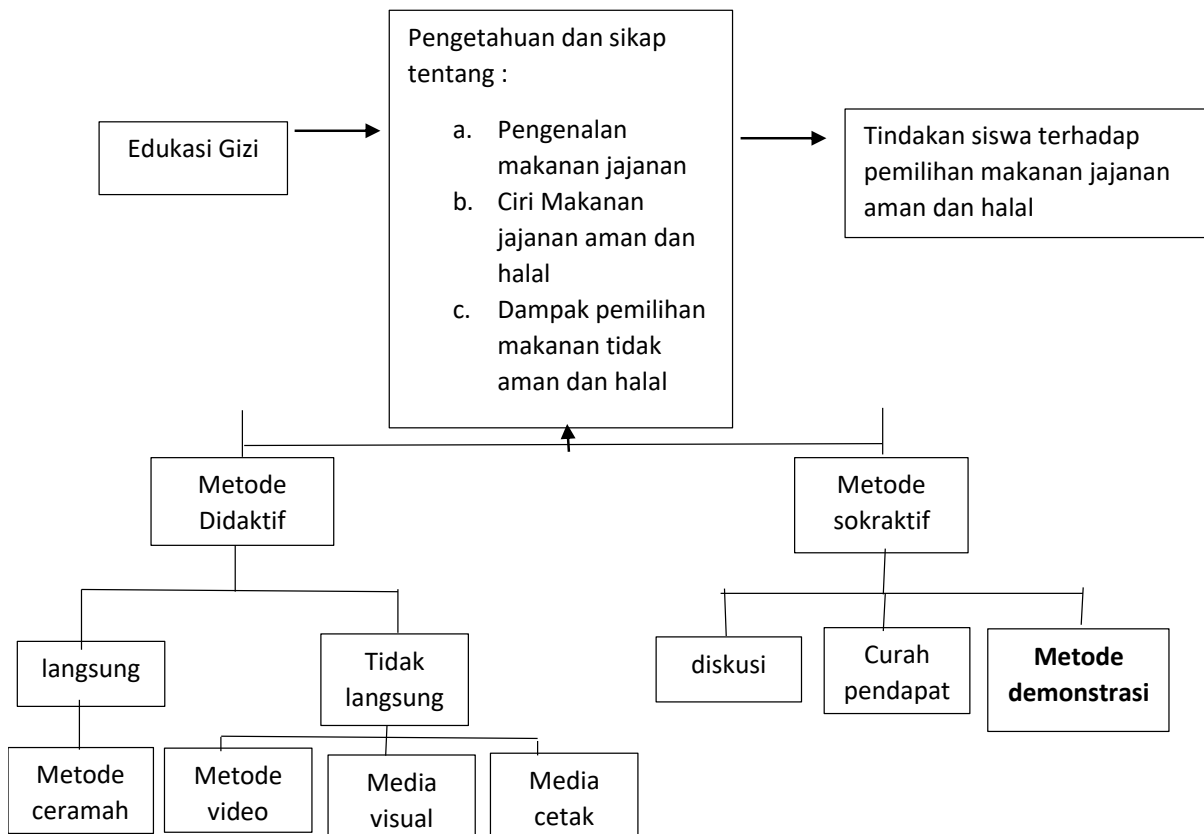 Edukasi Gizi
Pengetahuan dan sikap
tentang :
a. Pengenalan
makanan jajanan
b. Ciri Makanan
jajanan aman dan
halal
c. Dampak pemilihan
makanan tidak
aman dan halal
Tindakan siswa terhadap
pemilihan makanan jajanan
aman dan halal
Metode
Didaktif
Metode
sokraktif
langsung
Tidak
langsung
diskusi
Curah
pendapat
Metode
demonstrasi
Metode
ceramah
Metode
video
Media
visual
Media
cetak